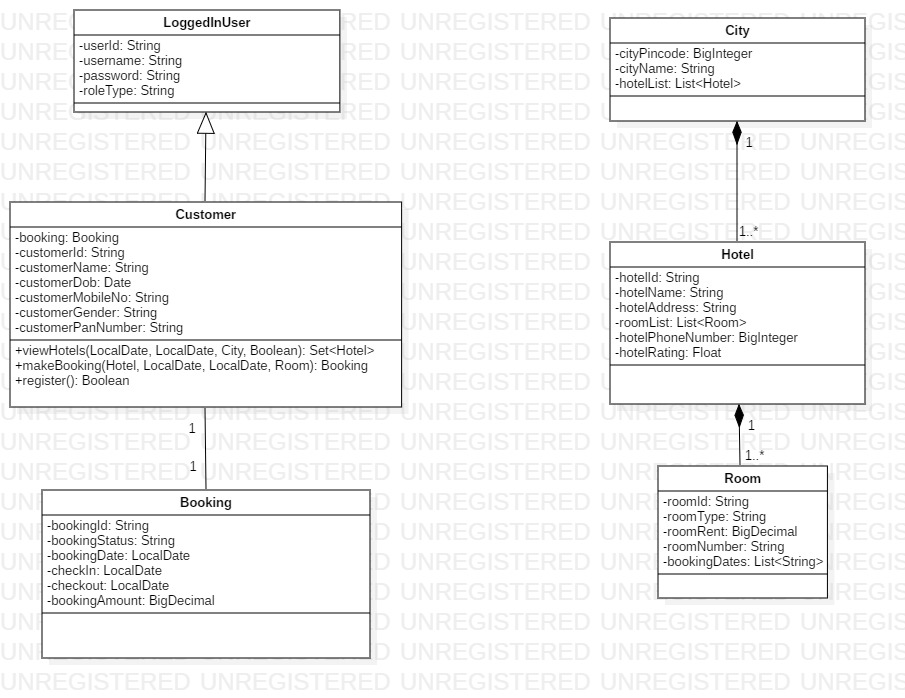 LoggedInUser
-userId: String
-username: String
-password: String
-roleType: String
Customer
-booking: Booking
-customerId: String
-customerName: String
-customerDob: Date
-customerMobileNo: String
-customerGender: String
-customerPanNumber: String
+viewHotels(LocalDate, LocalDate, City, Boolean): Set<Hotel>
+makeBooking(Hotel, LocalDate, LocalDate, Room): Booking
+register(): Boolean
1
1
Booking
-bookingId: String
-bookingStatus: String
-bookingDate: LocalDate
-checkIn: LocalDate
-checkout: LocalDate
-bookingAmount: BigDecimal
City
-cityPincode: BigInteger
-cityName: String
-hotelList: List<Hotel>
1
1..*
Hotel
-hotelId: String
-hotelName: String
-hotelAddress: String
-roomList: List<Room>
-hotelPhoneNumber: BigInteger
-hotelRating: Float
1
1..*
Room
-roomId: String
-roomType: String
-roomRent: BigDecimal
-roomNumber: String
-bookingDates: List<String>
UNREGISTERED